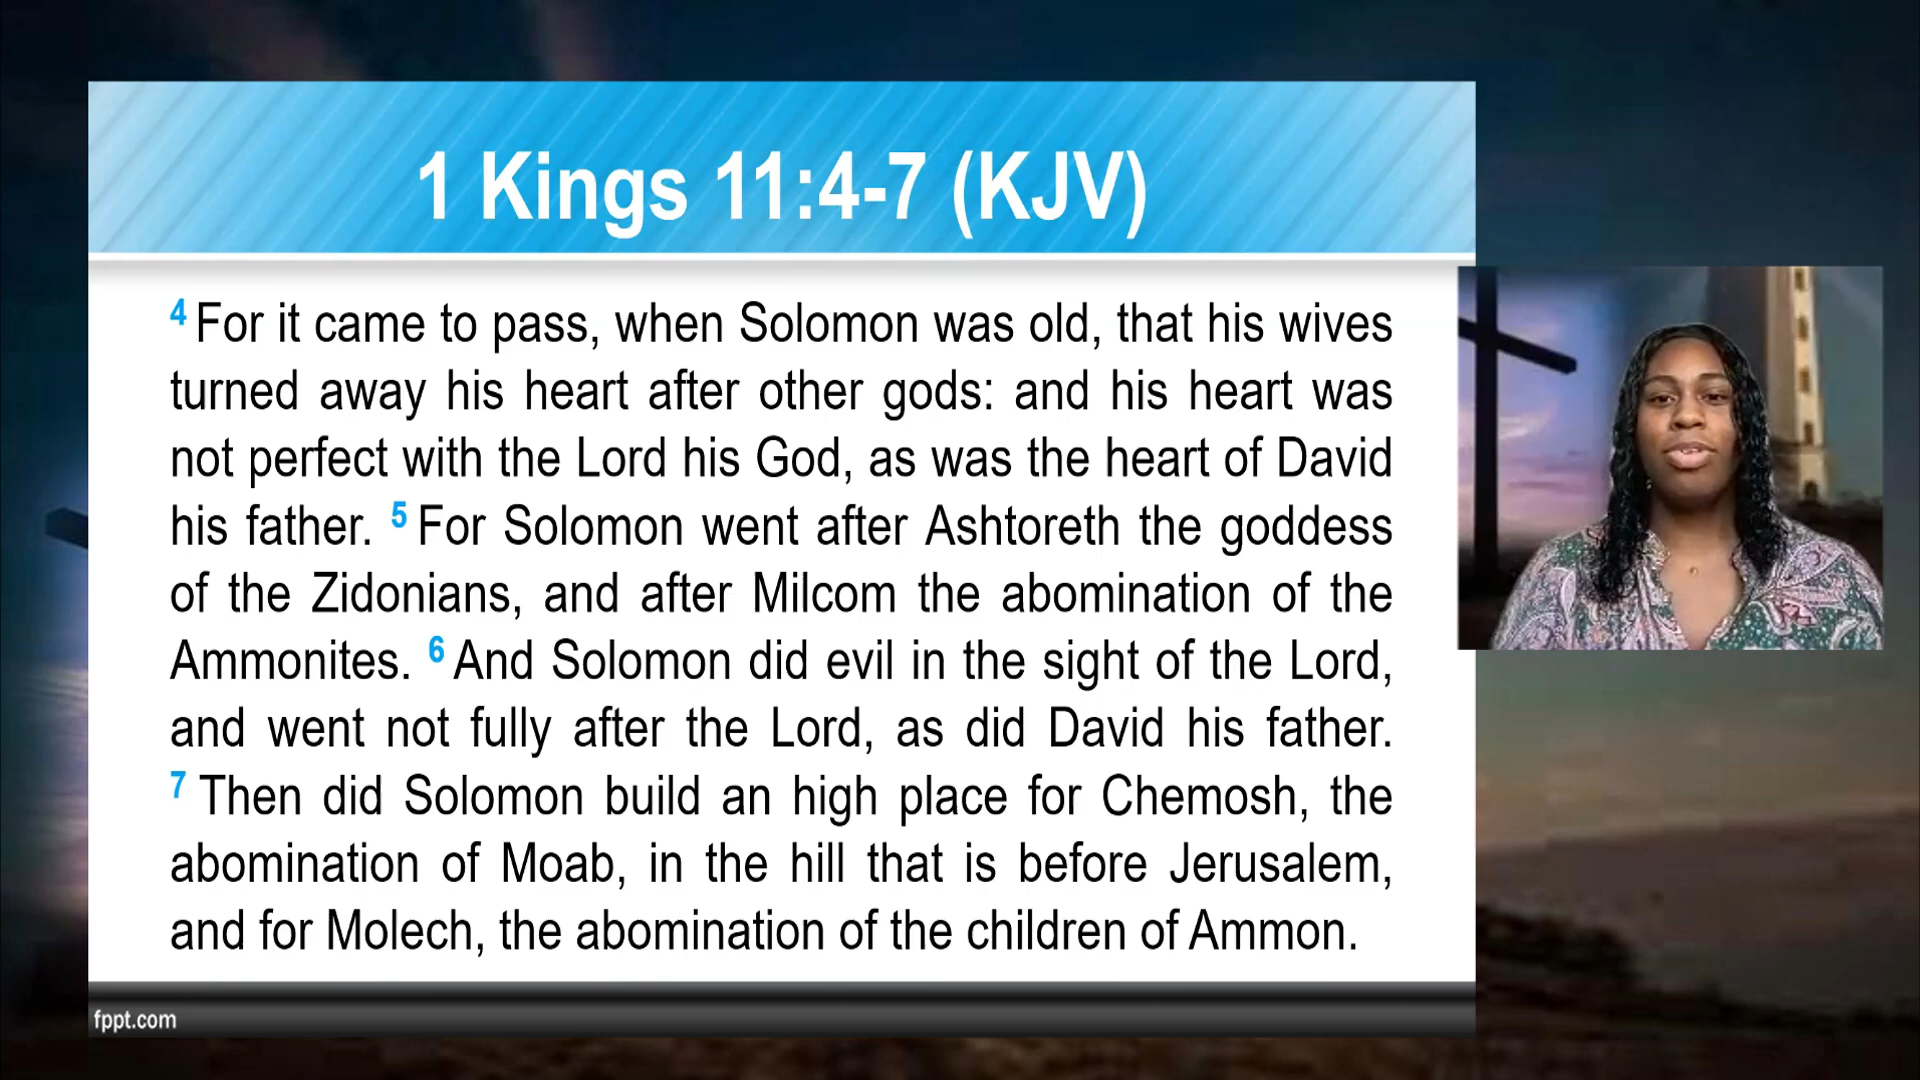 1 Kings 11:4-7 (KJV)
4 For it came to pass, when Solomon was old, that his wives
turned away his heart after other gods: and his heart was
not perfect with the Lord his God, as was the heart of David
his father. 5 For Solomon went after Ashtoreth the goddess
of the Zidonians, and after Milcom the abomination of the
Ammonites. 6 And Solomon did evil in the sight of the Lord,
and went not fully after the Lord, as did David his father.
7 Then did Solomon build an high place for Chemosh, the
abomination of Moab, in the hill that is before Jerusalem,
and for Molech, the abomination of the children of Ammon.
fppt.com